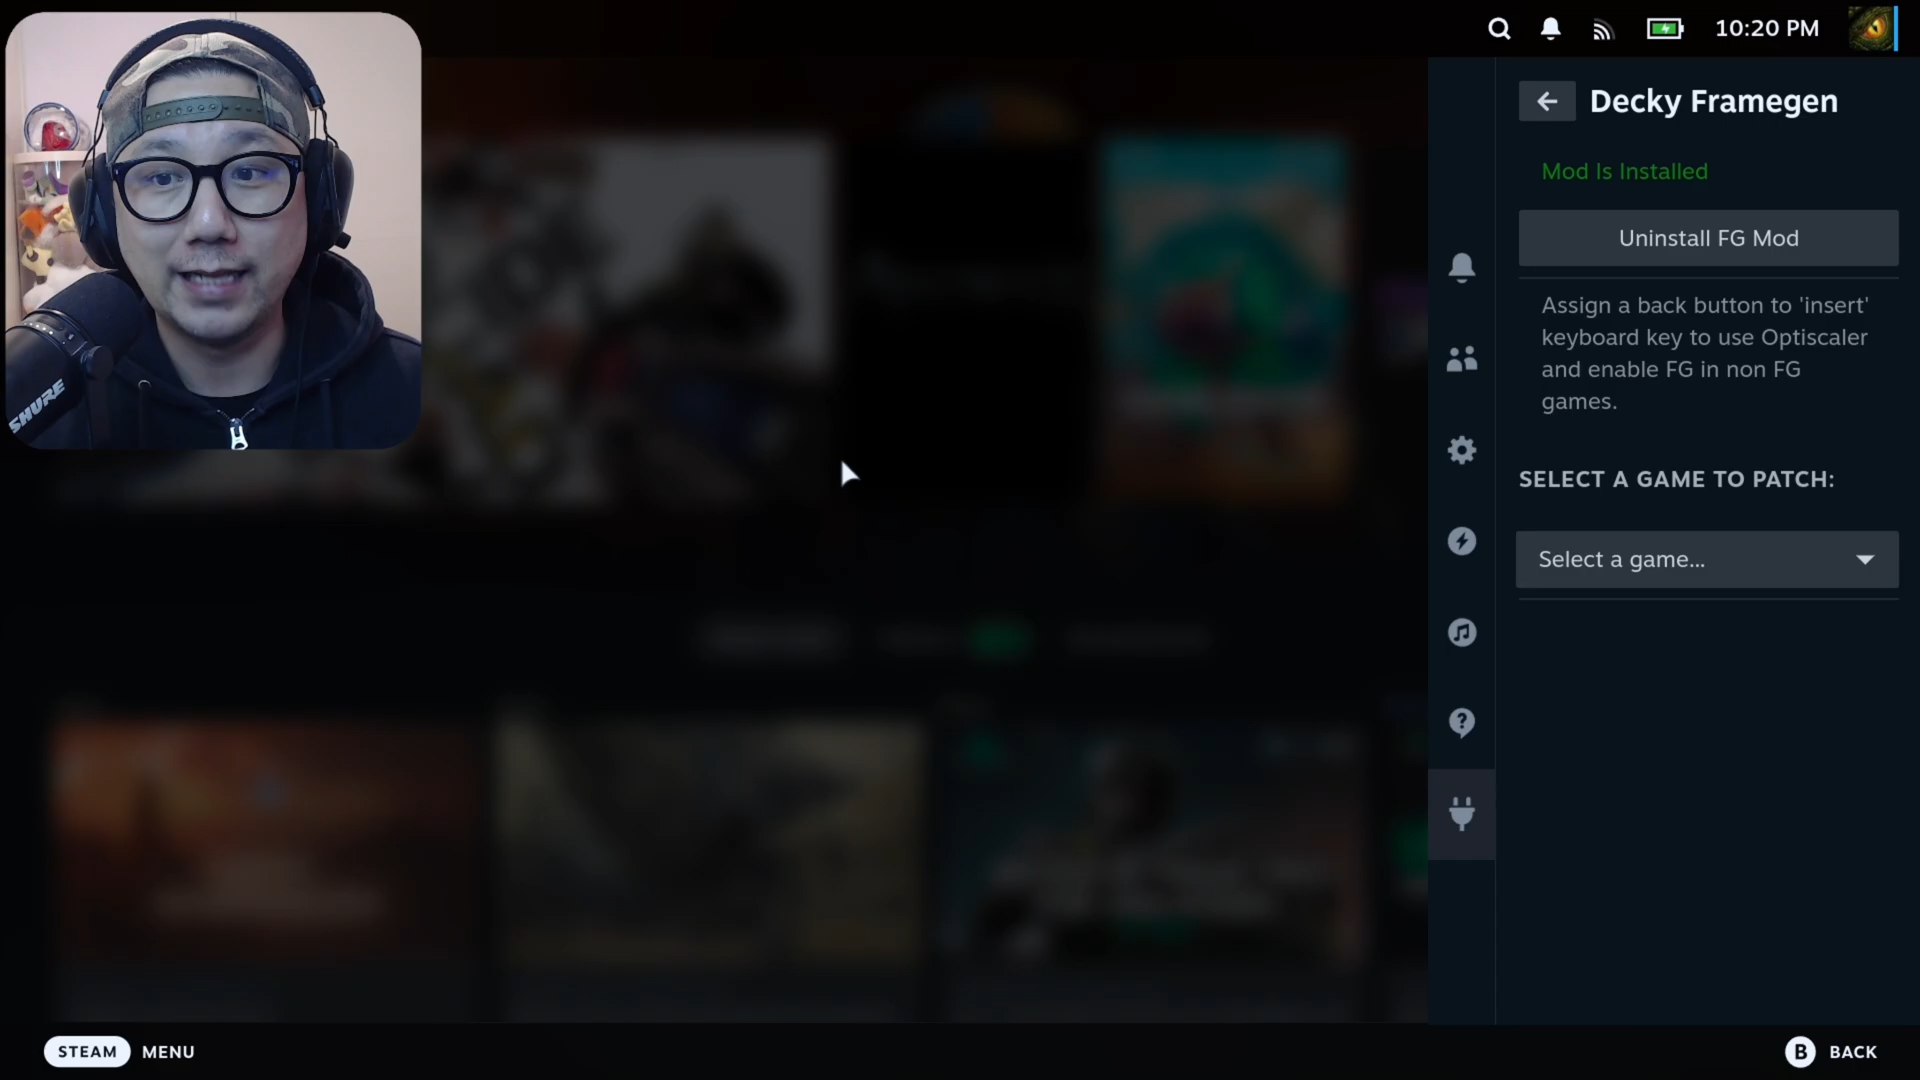 10:20 PM
Decky Framegen
Mod Is Installed
Uninstall FG Mod
Assign a back button to 'insert'
keyboard key to use Optiscaler
and enable FG in non FG
games.
SELECT A GAME TO PATCH:
Select a game...
SHURE
STEAM MENU
B BACK